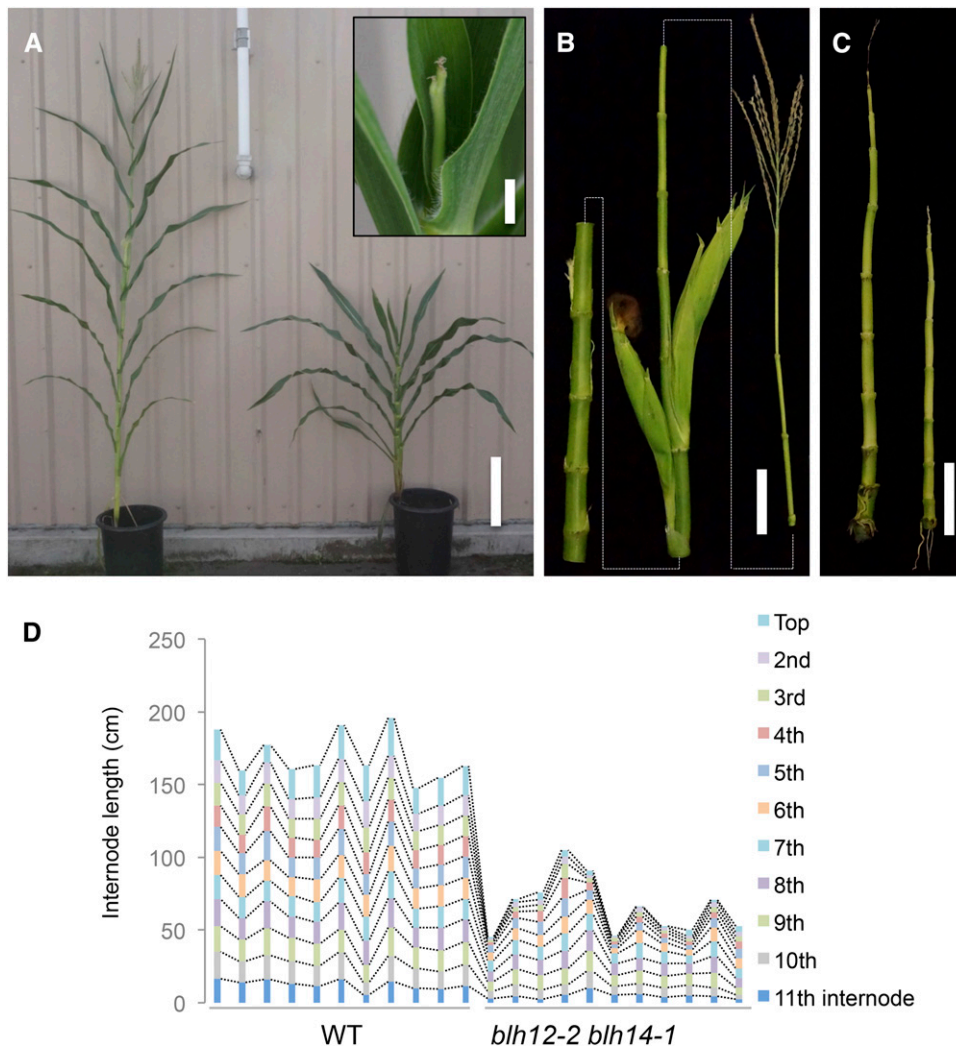 A
B
C
D
250
200
150
100
50
0
Internode length (cm)
WT
blh12-2 blh14-1
Top
2nd
3rd
4th
5th
6th
7th
8th
9th
10th
11th internode